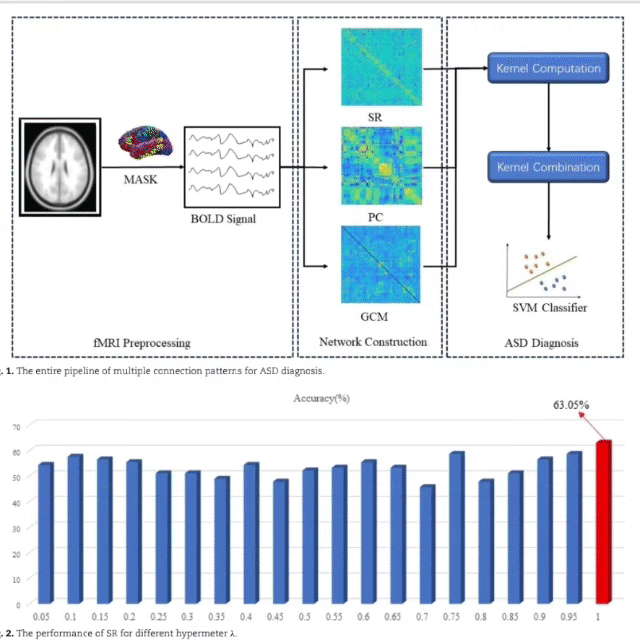 SR
Kernel Computation
MASK
BOLD Signal
PC
Kernel Combination
GCM
SVM Classifier
fMRI Preprocessing
Network Construction
ASD Diagnosis
. 1. The entire pipeline of multiple connection patterns for ASD diagnosis.
Accuracy(%)
63.05%
70
60
50
40
30
20
10
0
0.05 0.1 0.15 0.2 0.25 0.3 0.35 0.4 0.45 0.5 0.55 0.6 0.65 0.7 0.75 0.8 0.85 0.9 0.95 1
. 2. The performance of SR for different hypermeter λ.